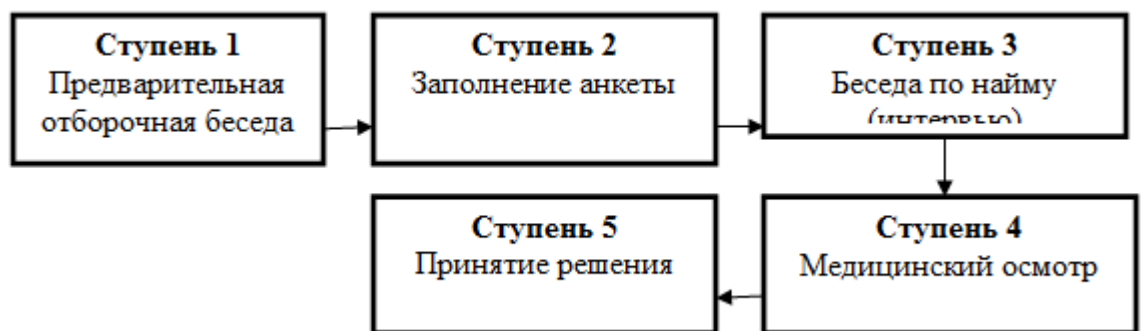 Ступень 1
Предварительная
отборочная беседа
Ступень 2
Заполнение анкеты
Ступень 3
Беседа по найму
(интервью)
Ступень 4
Медицинский осмотр
Ступень 5
Принятие решения